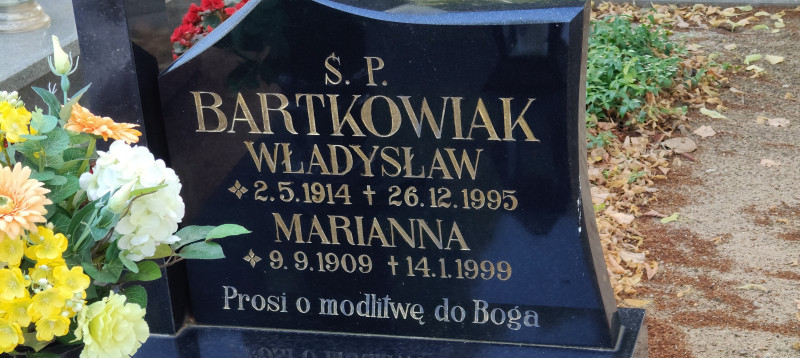 Ś. P.
BARTKOWIAK
WŁADYSŁAW
2.5.1914 ✝ 26.12.1995
MARIANNA
9.9.1909 ✝ 14.1.1999
Prosi o modlitwę do Boga